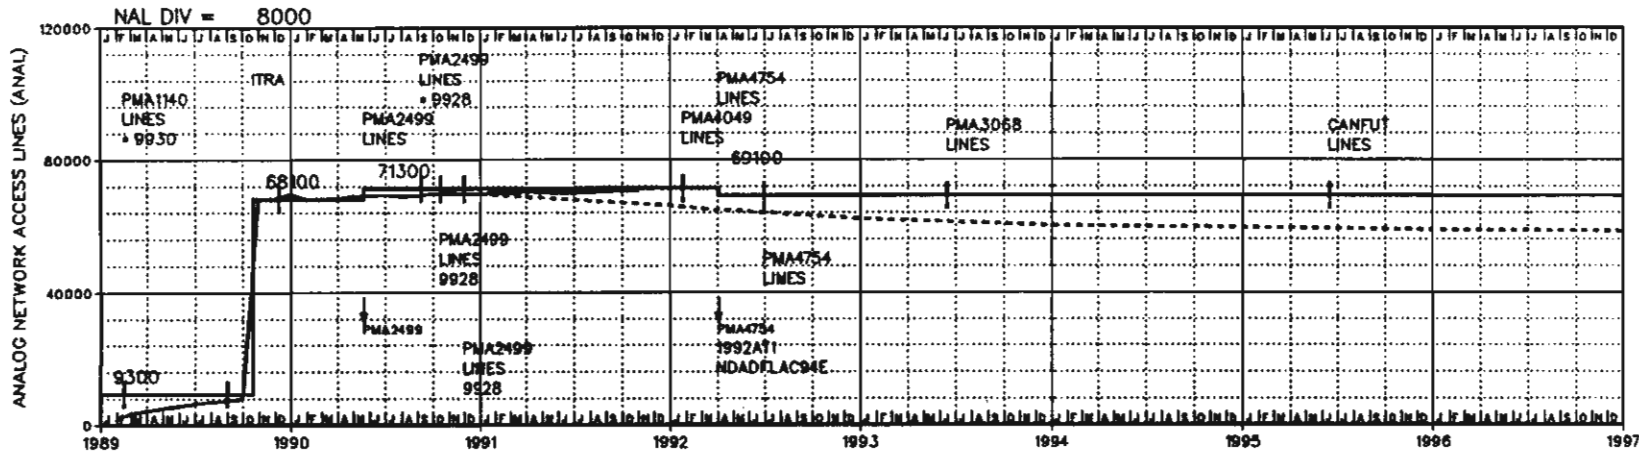 NAL DIV = 8000
ANALOG NETWORK ACCESS LINES (ANAL)
120000
80000
40000
0
J F M A M J J A S O N D J F M A M J J A S O N D J F M A M J J A S O N D J F M A M J J A S O N D J F M A M J J A S O N D J F M A M J J A S O N D J F M A M J J A S O N D J F M A M J J A S O N D
PMA1140
LINES
* 9930
ITRA
PMA2499
LINES
PMA2499
LINES
* 9928
PMA4049
LINES
PMA4754
LINES
PMA3068
LINES
CANFUT
LINES
9300
68100
71300
69100
PMA2499
LINES
9928
PMA4754
LINES
PMA2499
PMA2499
LINES
9928
PMA4754
1992AT1
NDADFLAC94E
J F M A M J J A S O N D J F M A M J J A S O N D J F M A M J J A S O N D J F M A M J J A S O N D J F M A M J J A S O N D J F M A M J J A S O N D J F M A M J J A S O N D J F M A M J J A S O N D
1989 1990 1991 1992 1993 1994 1995 1996 1997